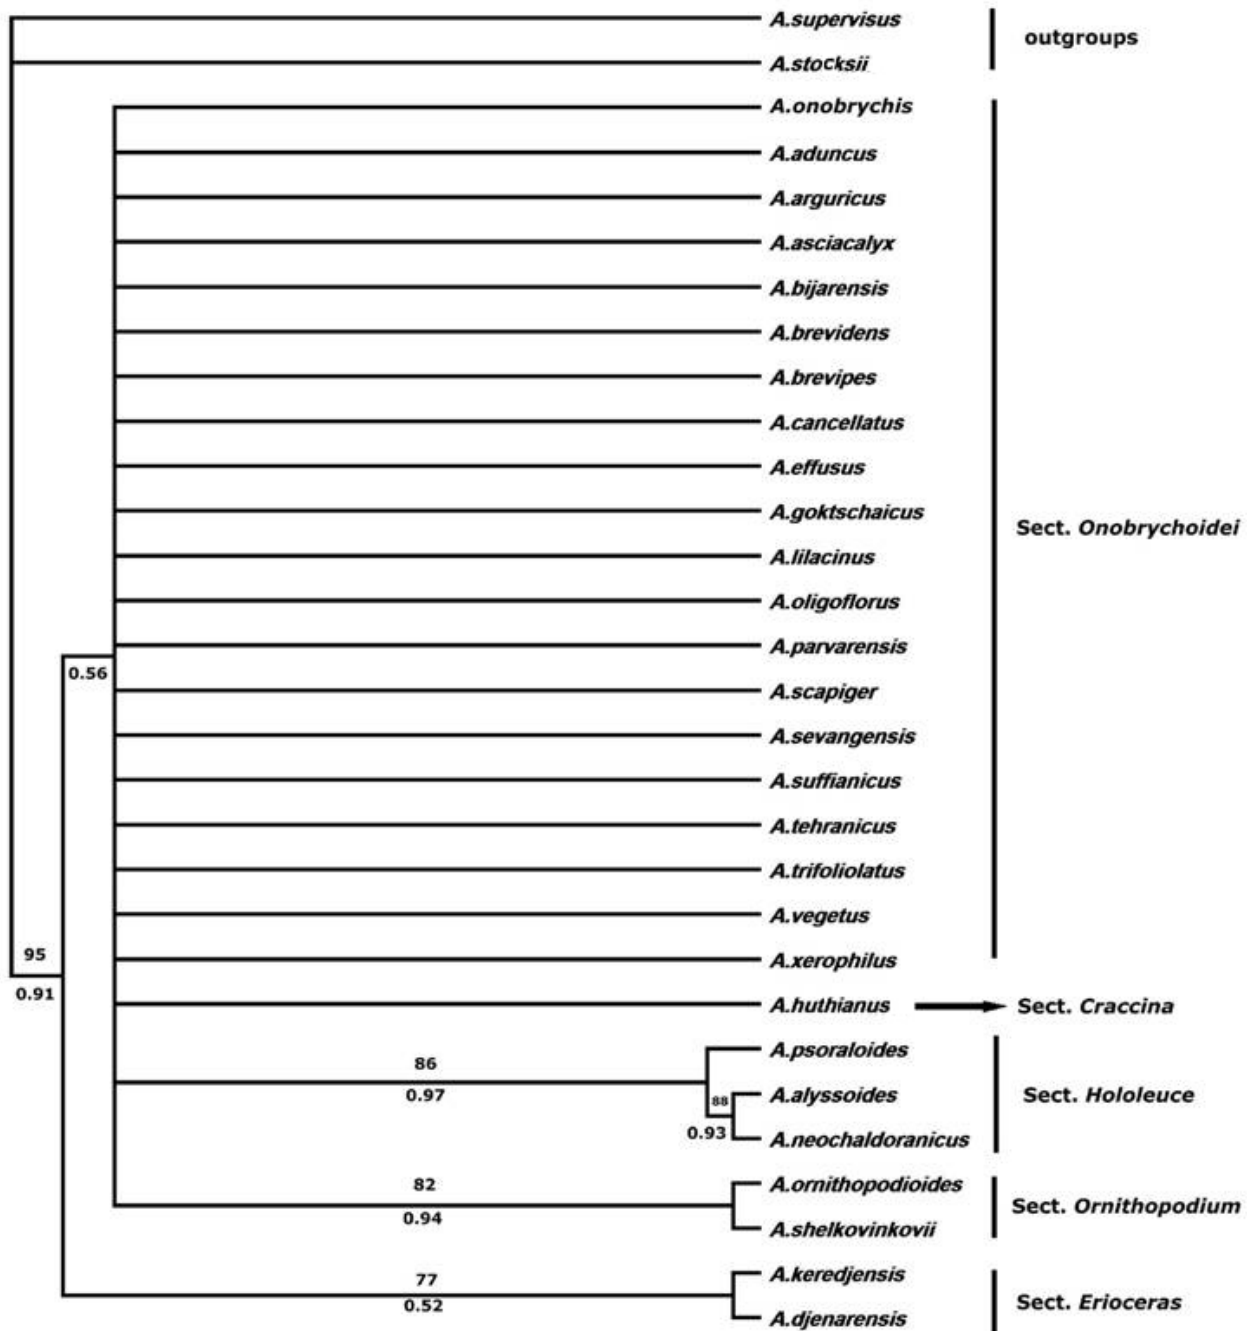 A.supervisus
outgroups
A.stocksii
A.onobrychis
A.aduncus
A.arguricus
A.asciacalyx
A.bijarensis
A.brevidens
A.brevipes
A.cancellatus
A.effusus
A.goktschaicus
Sect. Onobrychoidei
A.lilacinus
A.oligoflorus
A.parvarensis
0.56
A.scapiger
A.sevangensis
A.suffianicus
A.tehranicus
A.trifoliolatus
A.vegetus
95
A.xerophilus
0.91
A.huthianus
Sect. Craccina
A.psoraloides
86
0.97
88
A.alyssoides
Sect. Hololeuce
0.93
A.neochaldoranicus
82
A.ornithopodioides
Sect. Ornithopodium
0.94
A.shelkovinkovii
77
A.keredjensis
0.52
Sect. Erioceras
A.djenarensis